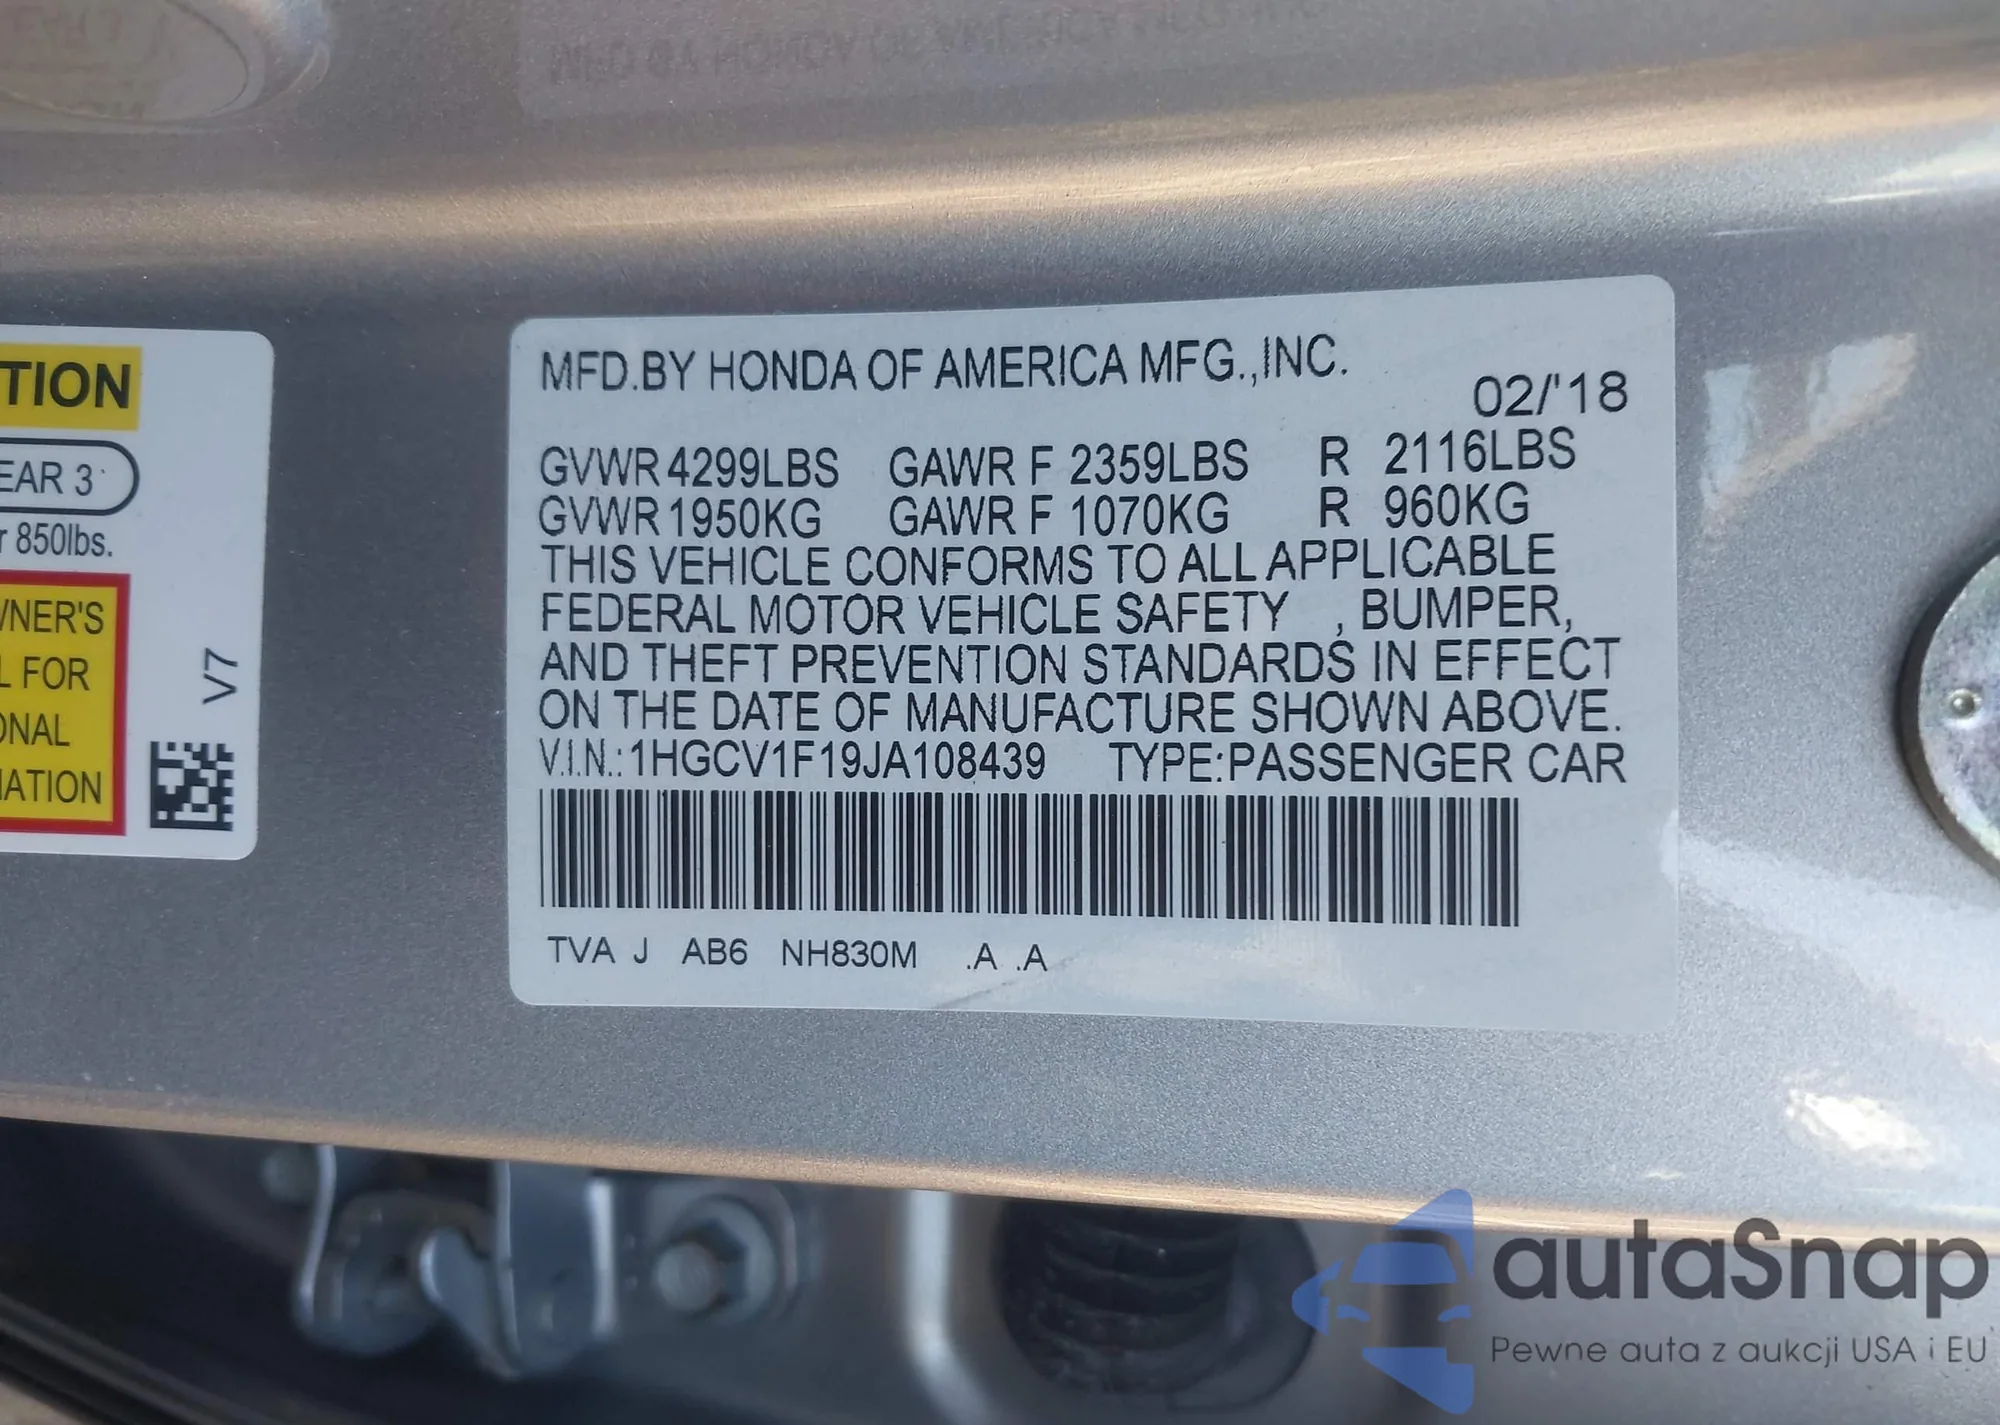 TION
EAR 3
r 850lbs.
WNER'S
L FOR
ONAL
MATION
V7
MFD.BY HONDA OF AMERICA MFG.,INC.
02/'18
GVWR 4299LBS GAWR F 2359LBS R 2116LBS
GVWR 1950KG GAWR F 1070KG R 960KG
THIS VEHICLE CONFORMS TO ALL APPLICABLE
FEDERAL MOTOR VEHICLE SAFETY , BUMPER,
AND THEFT PREVENTION STANDARDS IN EFFECT
ON THE DATE OF MANUFACTURE SHOWN ABOVE.
V.I.N.: 1HGCV1F19JA108439 TYPE:PASSENGER CAR
TVA J AB6 NH830M .A .A
autaSnap
Pewne auta z aukcji USA i EU